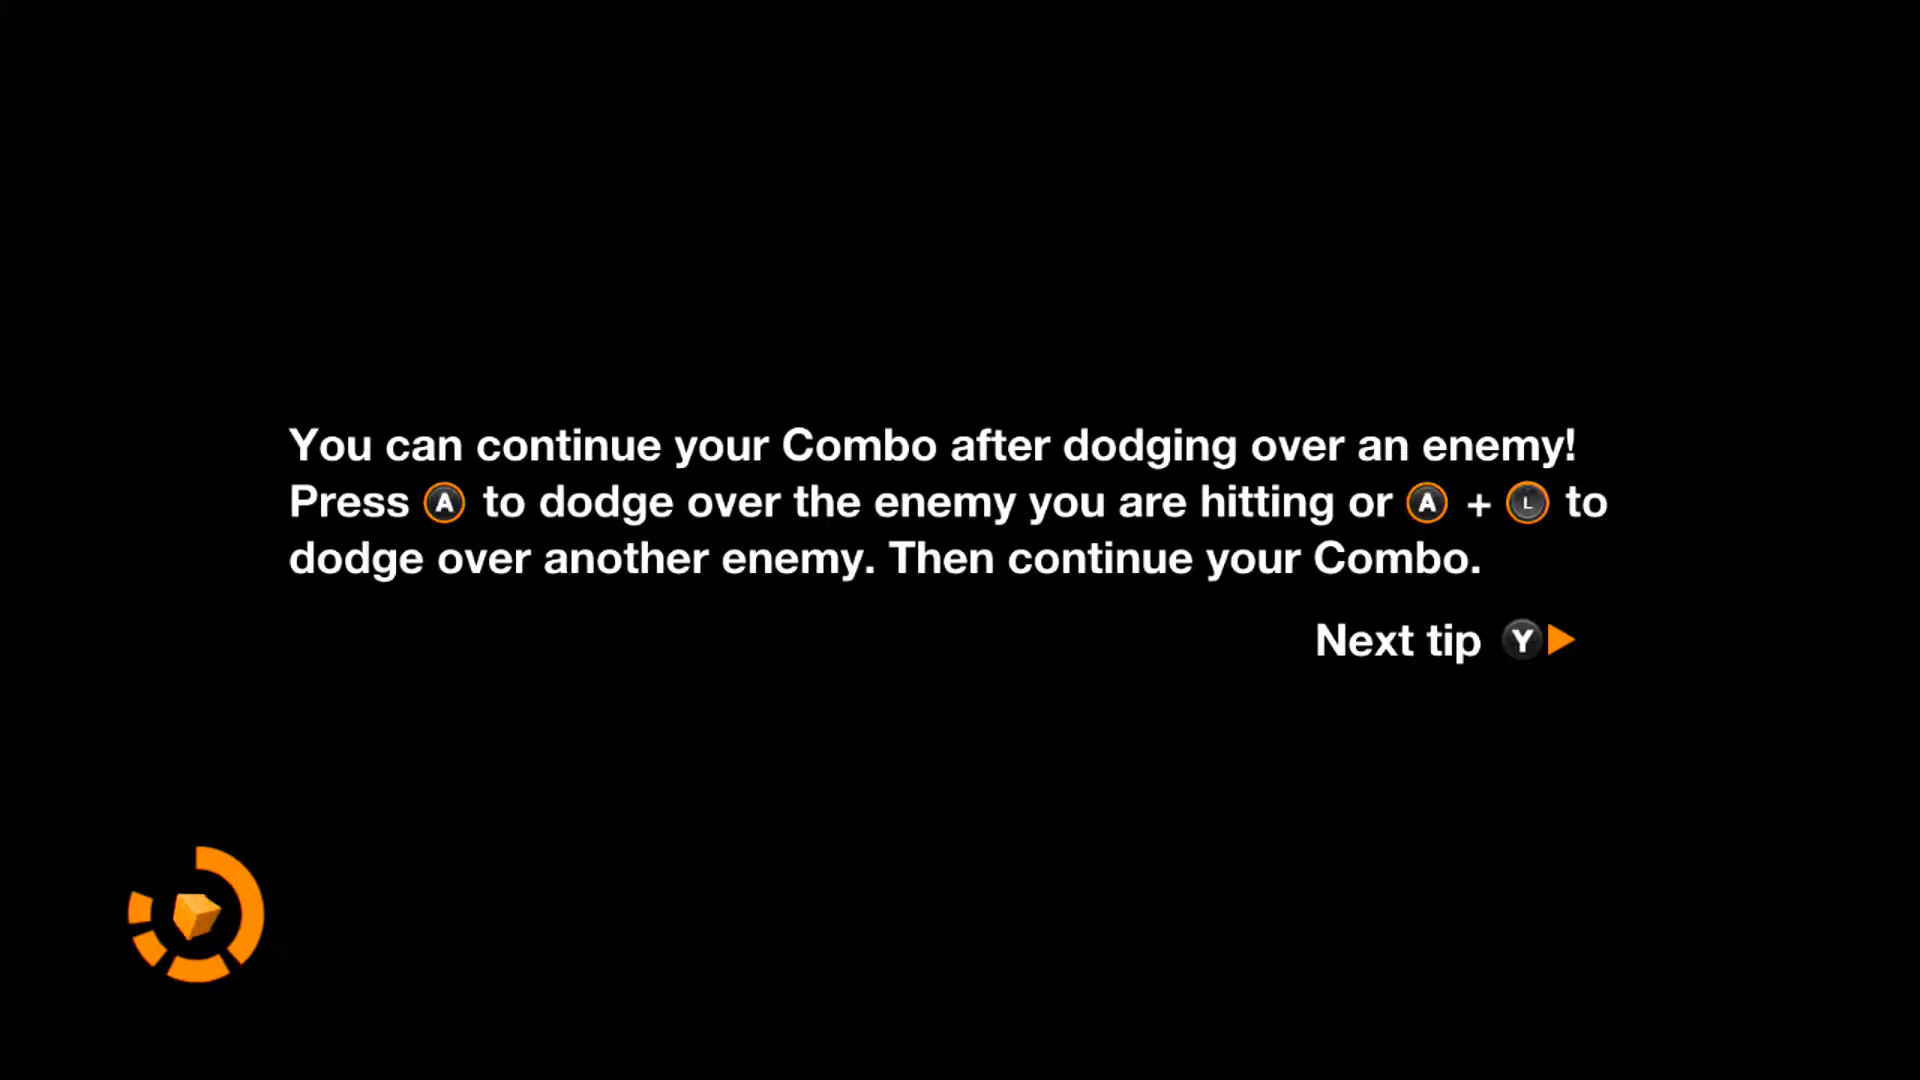 You can continue your Combo after dodging over an enemy!
Press A to dodge over the enemy you are hitting or A + L to
dodge over another enemy. Then continue your Combo.
Next tip Y